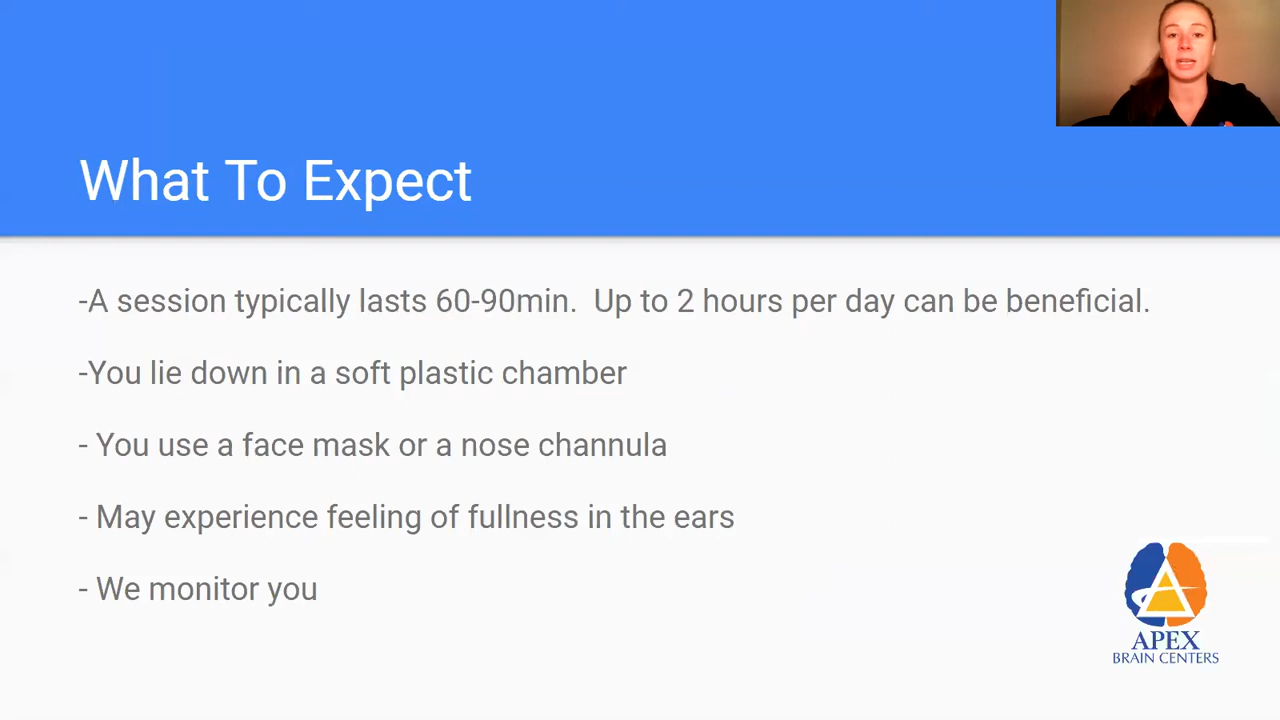 What To Expect
-A session typically lasts 60-90min.  Up to 2 hours per day can be beneficial.
-You lie down in a soft plastic chamber
- You use a face mask or a nose channula
- May experience feeling of fullness in the ears
- We monitor you
APEX
BRAIN CENTERS